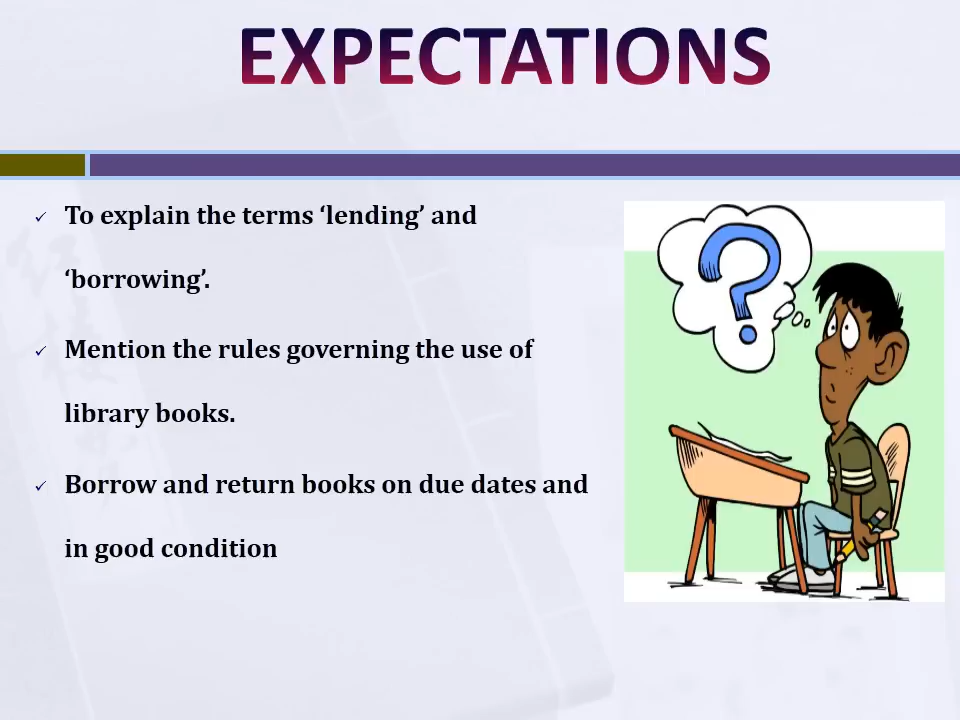 EXPECTATIONS
✓ To explain the terms ‘lending’ and
‘borrowing’.
✓ Mention the rules governing the use of
library books.
✓ Borrow and return books on due dates and
in good condition
?